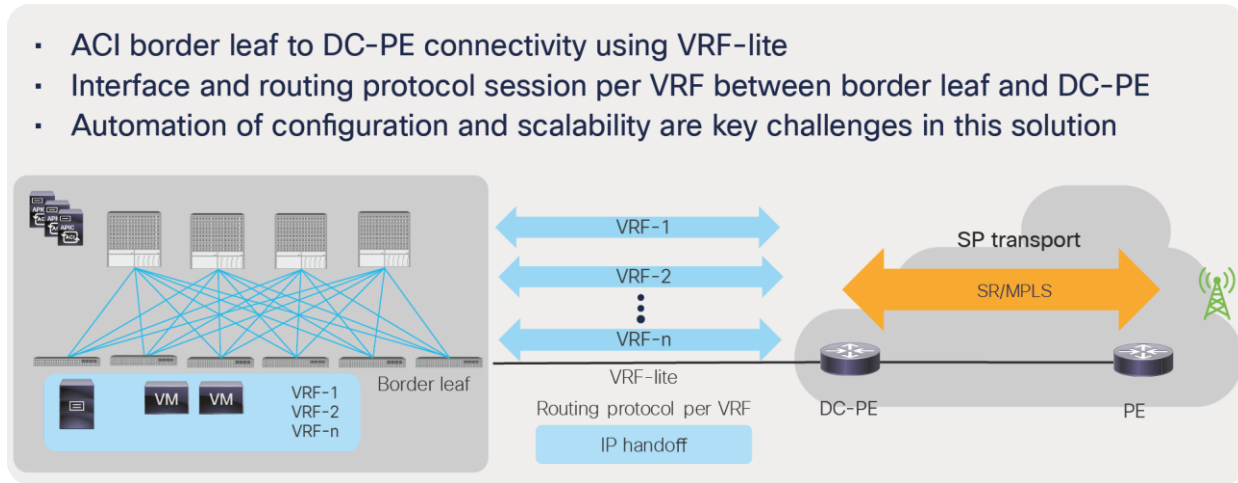 ▪ ACI border leaf to DC-PE connectivity using VRF-lite
▪ Interface and routing protocol session per VRF between border leaf and DC-PE
▪ Automation of configuration and scalability are key challenges in this solution
APIC
ACI
VRF-1
VRF-2
VRF-n
SP transport
SR/MPLS
Border leaf
VRF-lite
VM
VM
VRF-1
VRF-2
VRF-n
Routing protocol per VRF
IP handoff
DC-PE
PE